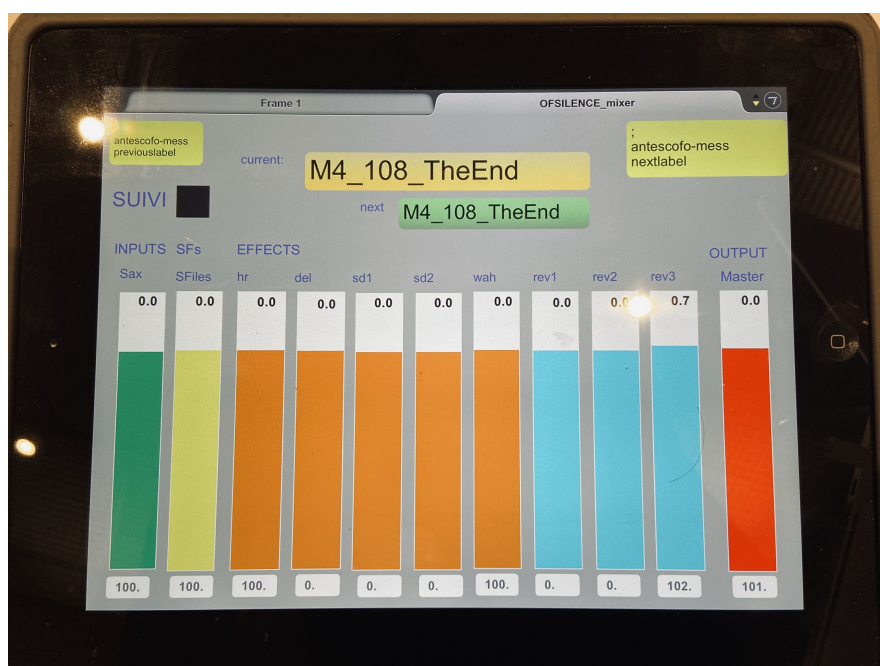 Frame 1
OFSILENCE_mixer
antescofo-mess
previouslabel
current:
M4_108_TheEnd
;
antescofo-mess
nextlabel
SUIVI
next
M4_108_TheEnd
INPUTS SFs EFFECTS OUTPUT
Sax SFiles hr del sd1 sd2 wah rev1 rev2 rev3 Master
0.0 0.0 0.0 0.0 0.0 0.0 0.0 0.0 0.7 0.0
100. 100. 100. 0. 0. 0. 100. 0. 0. 102. 101.